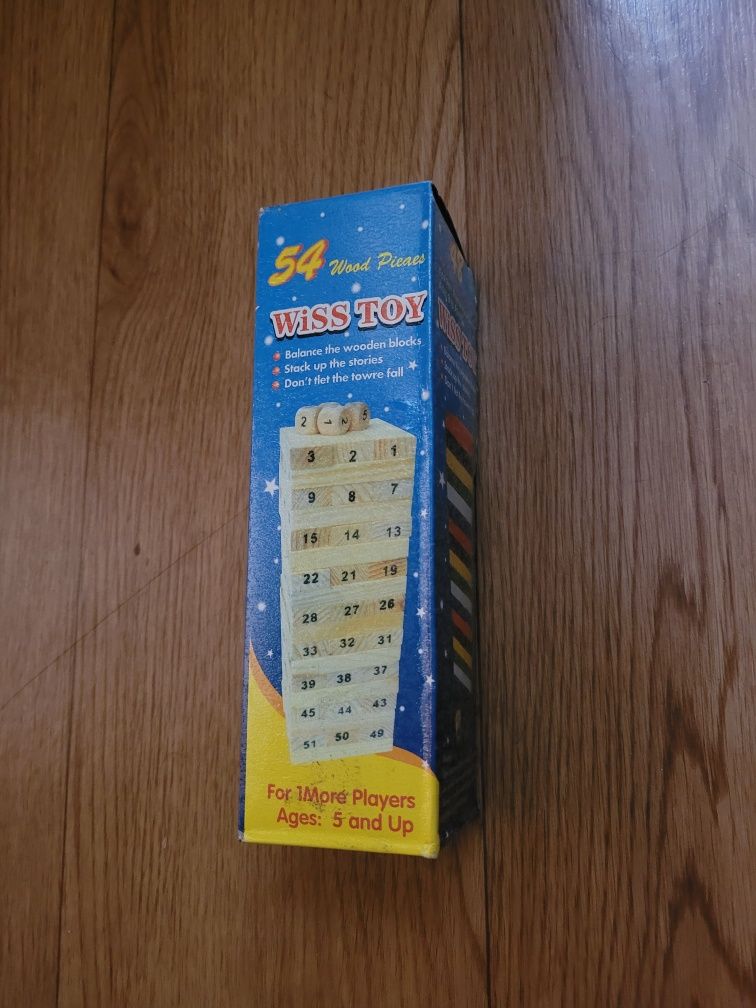 54 Wood Picaes
WiSS TOY
Balance the wooden blocks
Stack up the stories
Don't tlet the towre fall
2 1 2 5
3 2 1
9 8 7
15 14 13
22 21 19
28 27 26
33 32 31
39 38 37
45 44 43
51 50 49
For 1More Players
Ages: 5 and Up